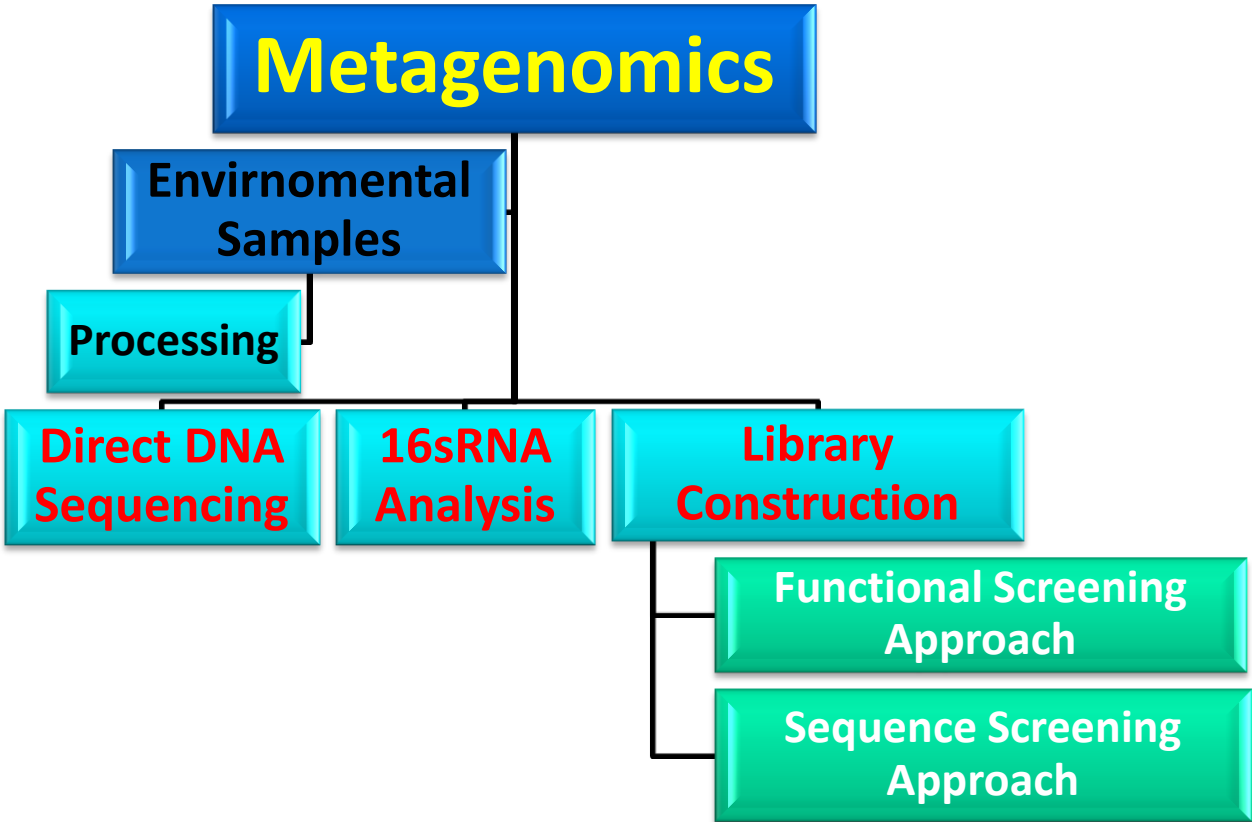 Metagenomics
Envirnomental
Samples
Processing
Direct DNA
Sequencing
16sRNA
Analysis
Library
Construction
Functional Screening
Approach
Sequence Screening
Approach